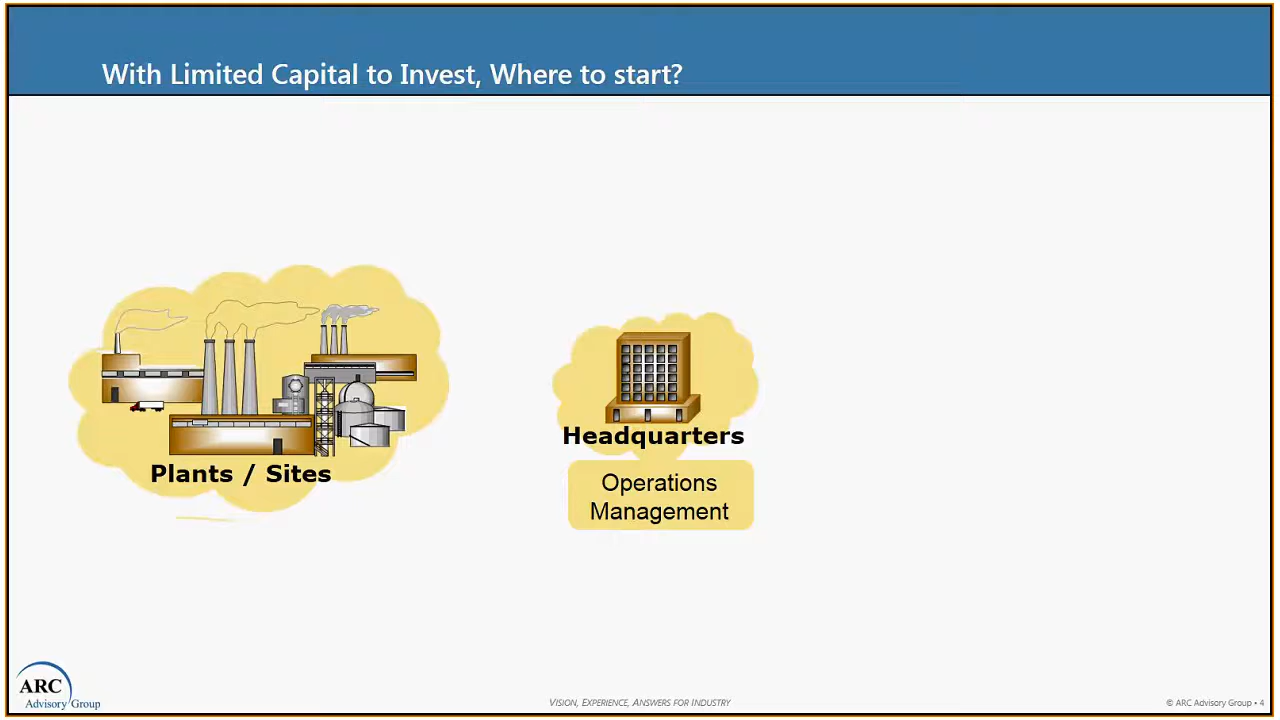 With Limited Capital to Invest, Where to start?
Plants / Sites
Headquarters
Operations
Management
ARC
Advisory Group
VISION, EXPERIENCE, ANSWERS FOR INDUSTRY
© ARC Advisory Group • 4